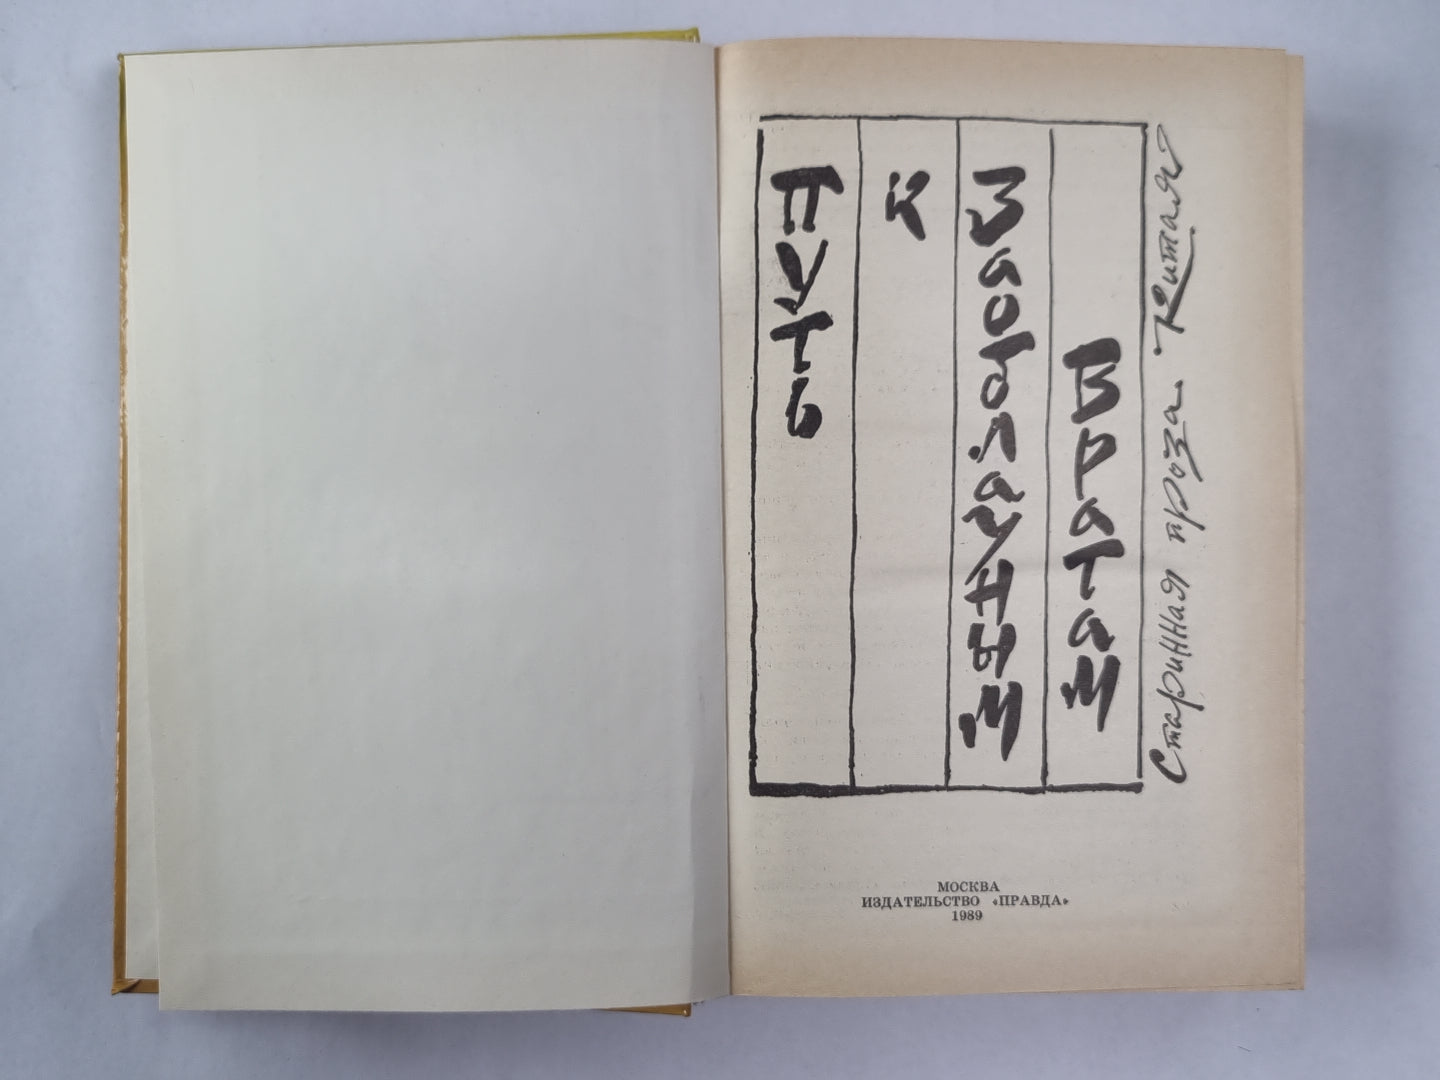 Путь
к
Заоблачным
Вратам
Старинная проза Китая
МОСКВА
ИЗДАТЕЛЬСТВО «ПРАВДА»
1989